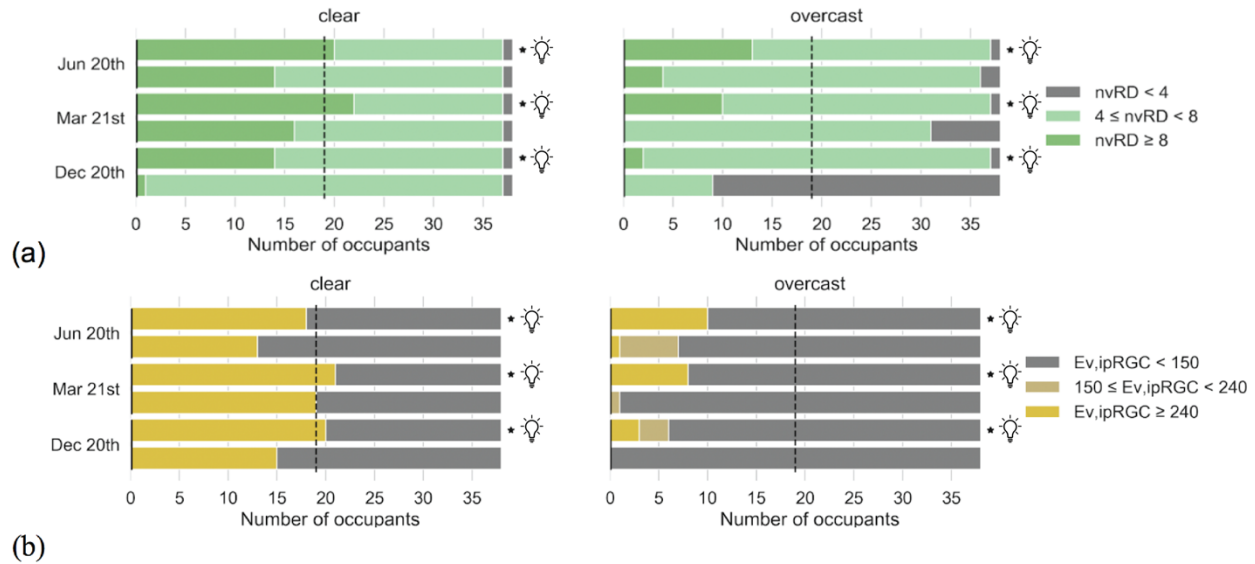 clear
overcast
Jun 20th
Mar 21st
Dec 20th
nvRD < 4
4 ≤ nvRD < 8
nvRD ≥ 8
0 5 10 15 20 25 30 35
0 5 10 15 20 25 30 35
Number of occupants
Number of occupants
(a)
clear
overcast
Jun 20th
Mar 21st
Dec 20th
Ev,ipRGC < 150
150 ≤ Ev,ipRGC < 240
Ev,ipRGC ≥ 240
0 5 10 15 20 25 30 35
0 5 10 15 20 25 30 35
Number of occupants
Number of occupants
(b)